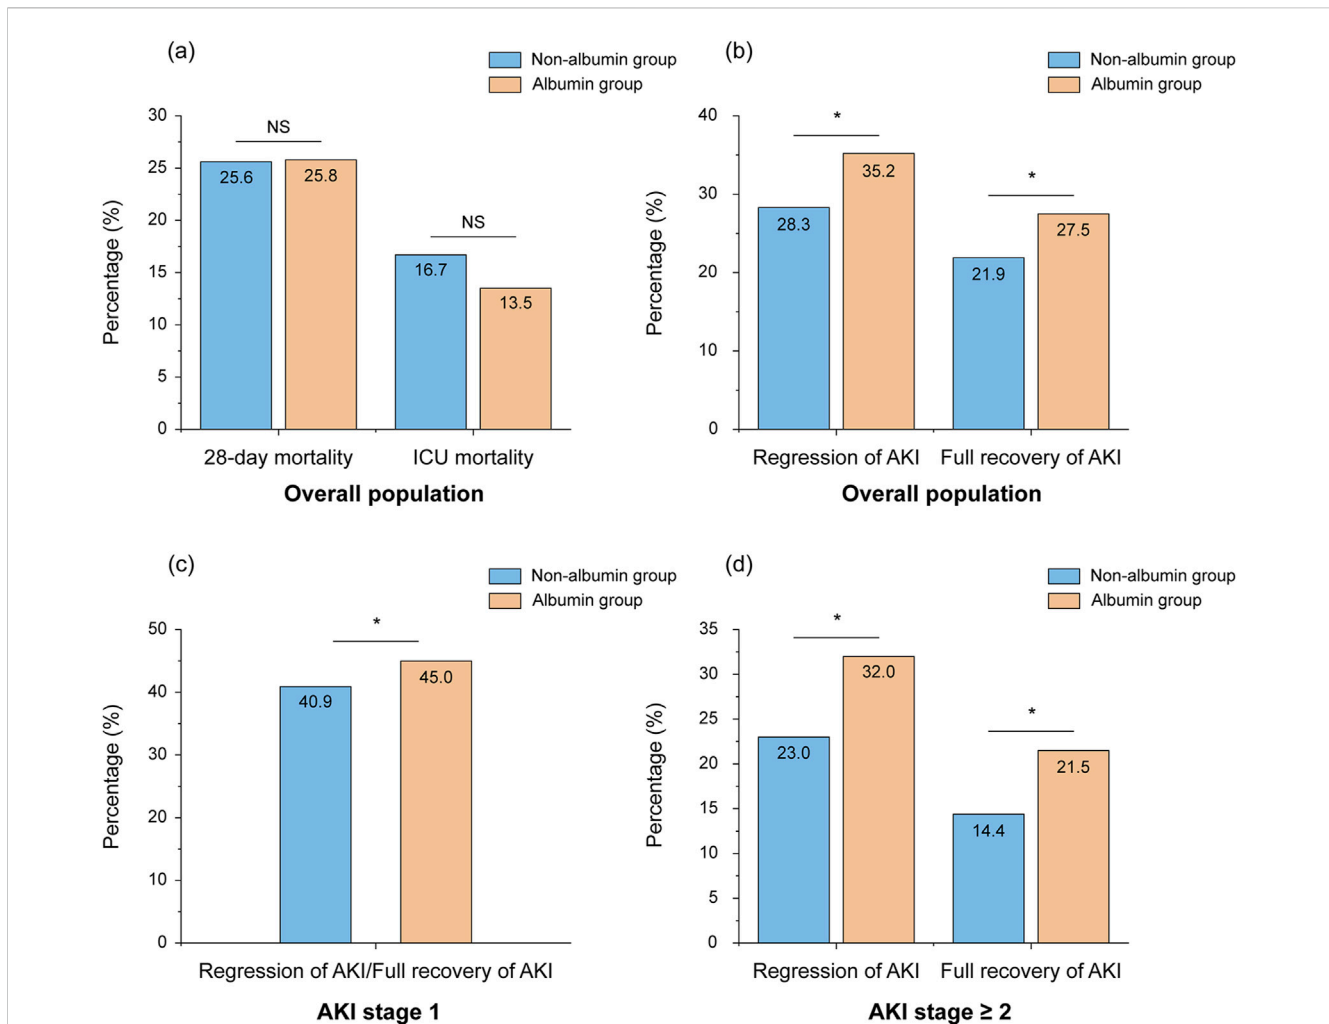 (a)
Non-albumin group
Albumin group
30
25
20
15
10
5
0
Percentage (%)
NS
25.6
25.8
NS
16.7
13.5
28-day mortality
ICU mortality
Overall population
(b)
Non-albumin group
Albumin group
40
30
20
10
0
Percentage (%)
*
28.3
35.2
*
21.9
27.5
Regression of AKI
Full recovery of AKI
Overall population
(c)
Non-albumin group
Albumin group
50
40
30
20
10
0
Percentage (%)
*
40.9
45.0
Regression of AKI/Full recovery of AKI
AKI stage 1
(d)
Non-albumin group
Albumin group
35
30
25
20
15
10
5
0
Percentage (%)
*
23.0
32.0
*
14.4
21.5
Regression of AKI
Full recovery of AKI
AKI stage ≥ 2